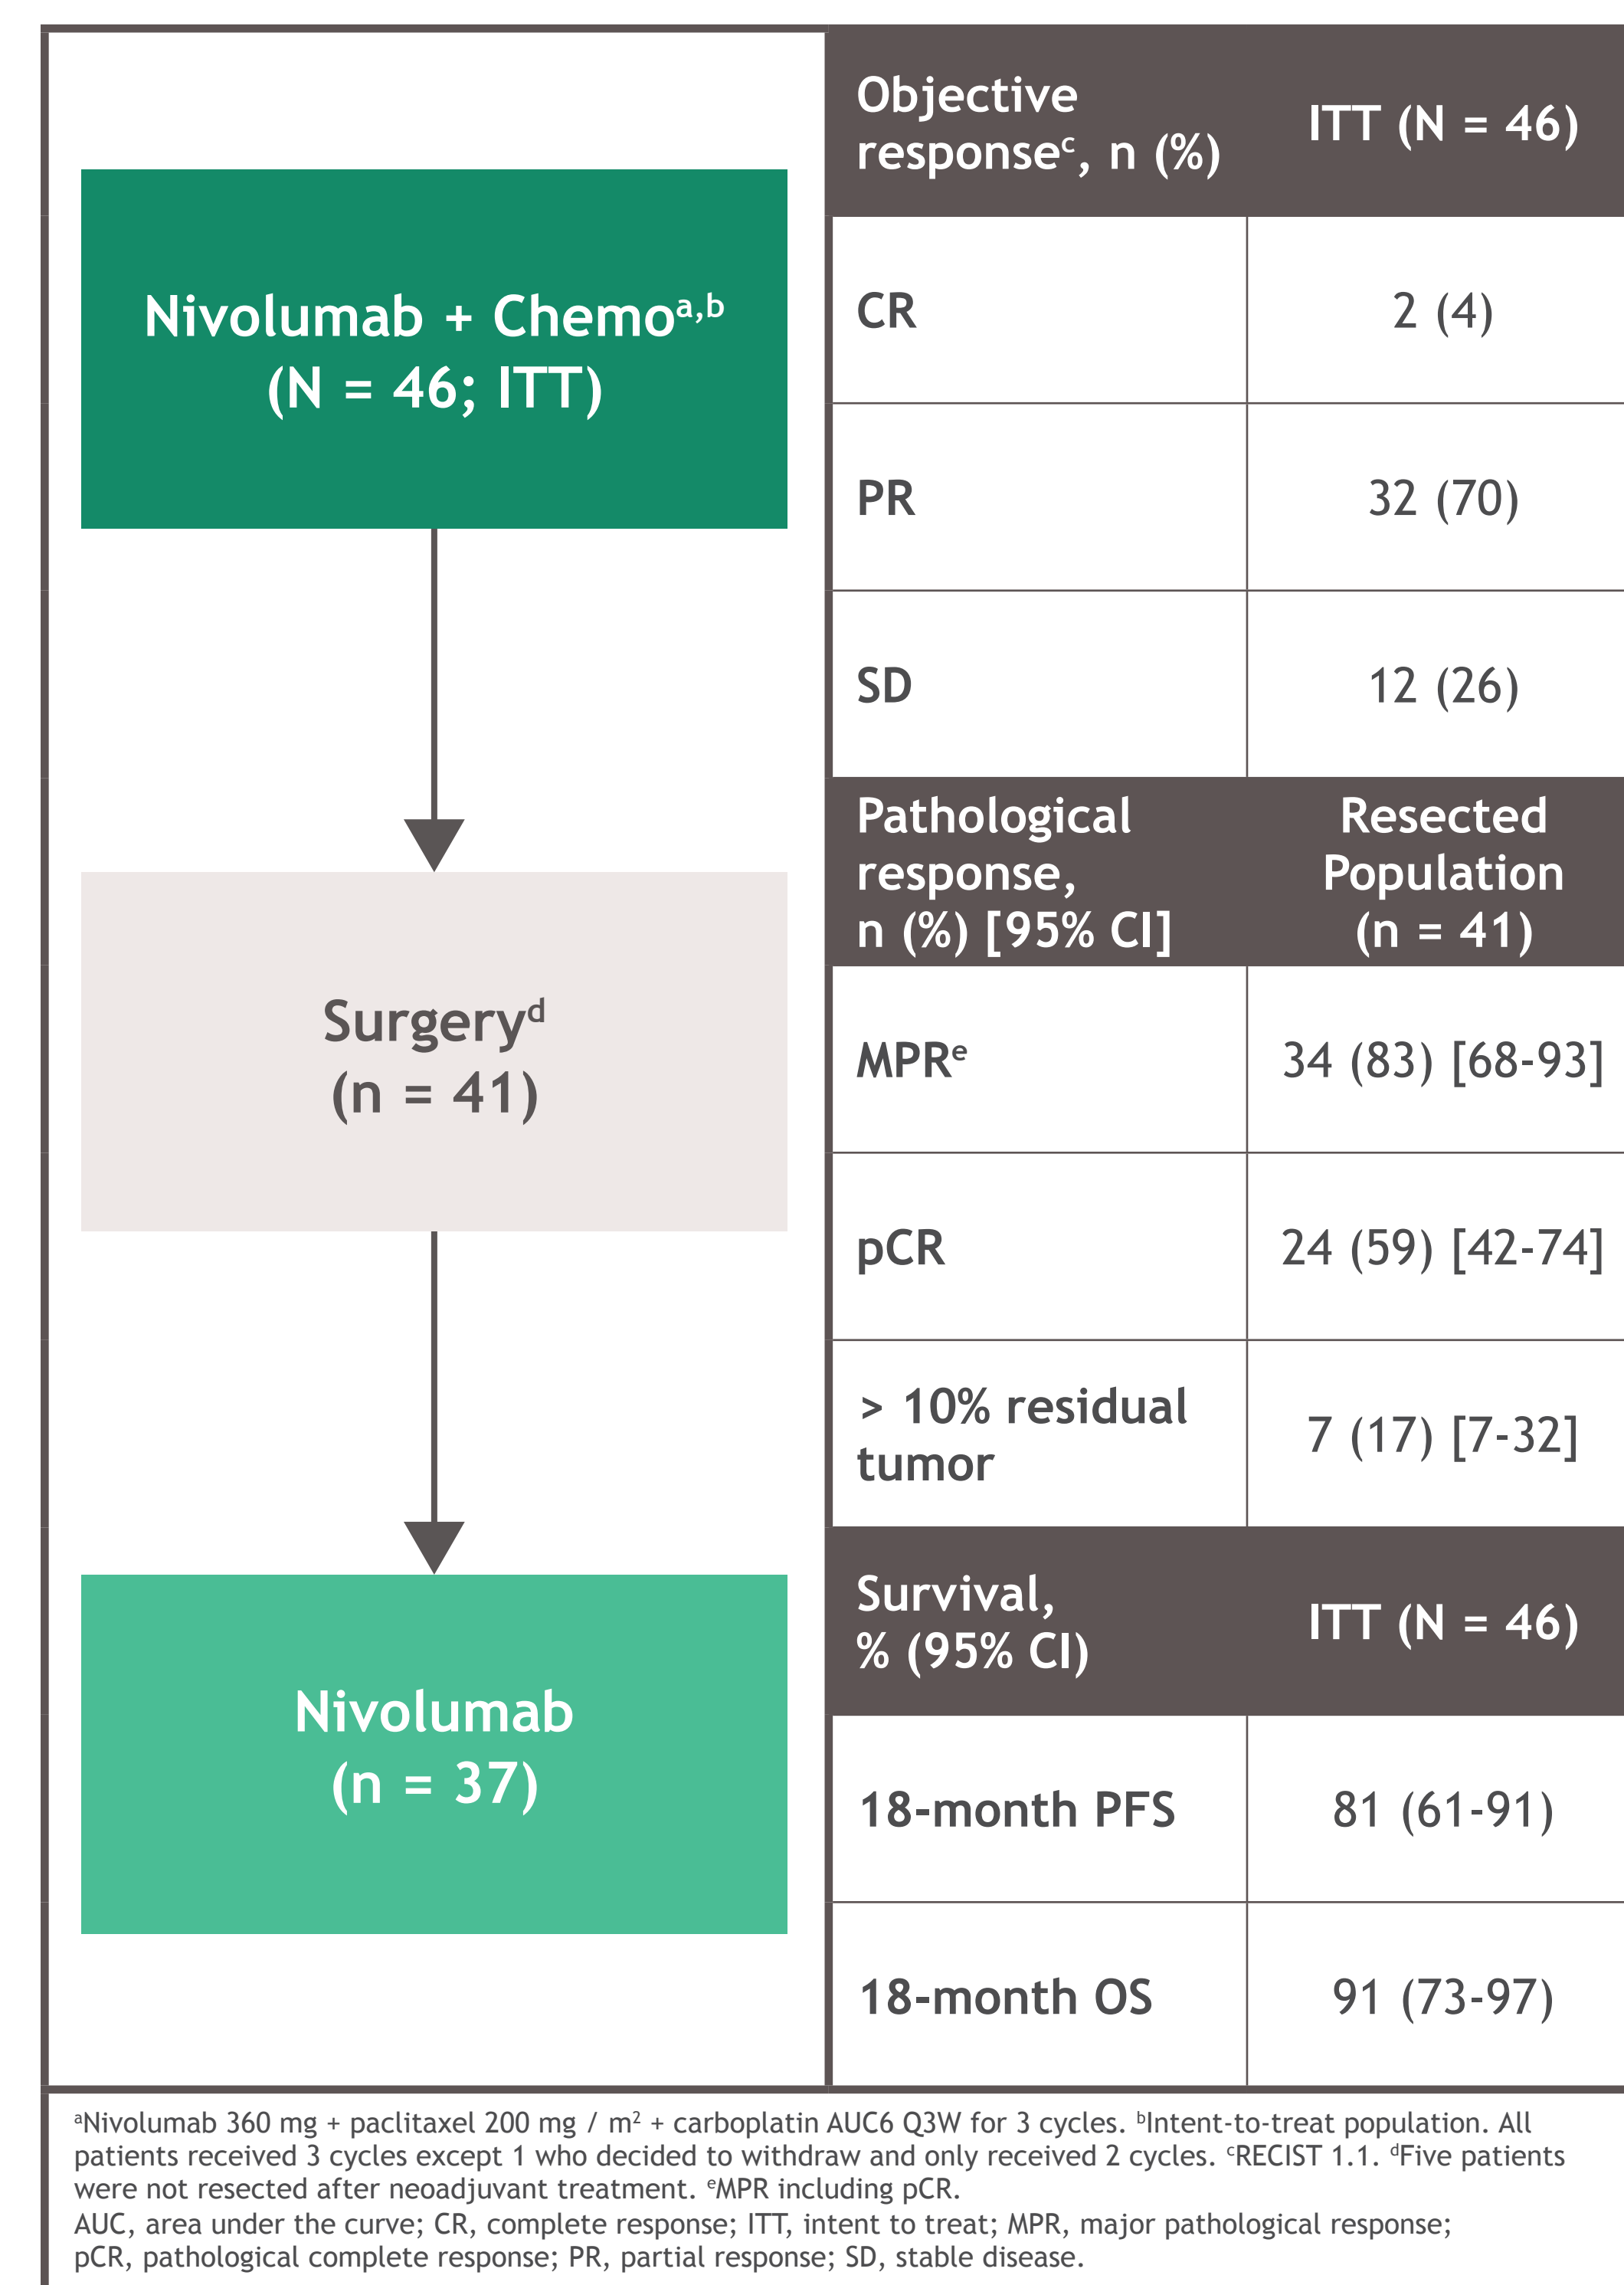 Nivolumab + Chemoᵃ,ᵇ
(N = 46; ITT)
Surgeryᵈ
(n = 41)
Nivolumab
(n = 37)
Objective
responseᶜ, n (%)
ITT (N = 46)
CR
2 (4)
PR
32 (70)
SD
12 (26)
Pathological
response,
n (%) [95% CI]
Resected
Population
(n = 41)
MPRᵉ
34 (83) [68-93]
pCR
24 (59) [42-74]
> 10% residual
tumor
7 (17) [7-32]
Survival,
% (95% CI)
ITT (N = 46)
18-month PFS
81 (61-91)
18-month OS
91 (73-97)
ᵃNivolumab 360 mg + paclitaxel 200 mg / m² + carboplatin AUC6 Q3W for 3 cycles. ᵇIntent-to-treat population. All
patients received 3 cycles except 1 who decided to withdraw and only received 2 cycles. ᶜRECIST 1.1. ᵈFive patients
were not resected after neoadjuvant treatment. ᵉMPR including pCR.
AUC, area under the curve; CR, complete response; ITT, intent to treat; MPR, major pathological response;
pCR, pathological complete response; PR, partial response; SD, stable disease.